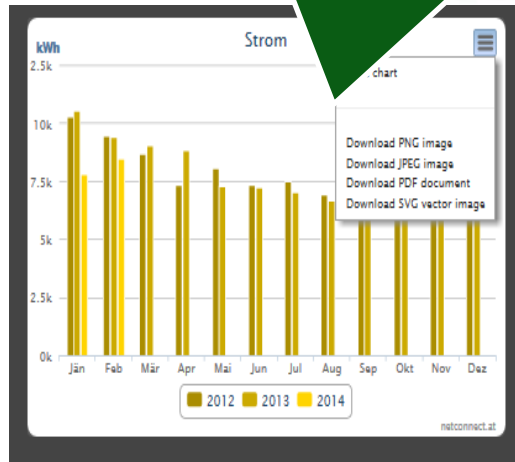 kWh
Strom
2.5k
chart
10k
Download PNG image
Download JPEG image
7.5k
Download PDF document
Download SVG vector image
5k
2.5k
0k
Jän Feb Mär Apr Mai Jun Jul Aug Sep Okt Nov Dez
2012 2013 2014
netconnect.at